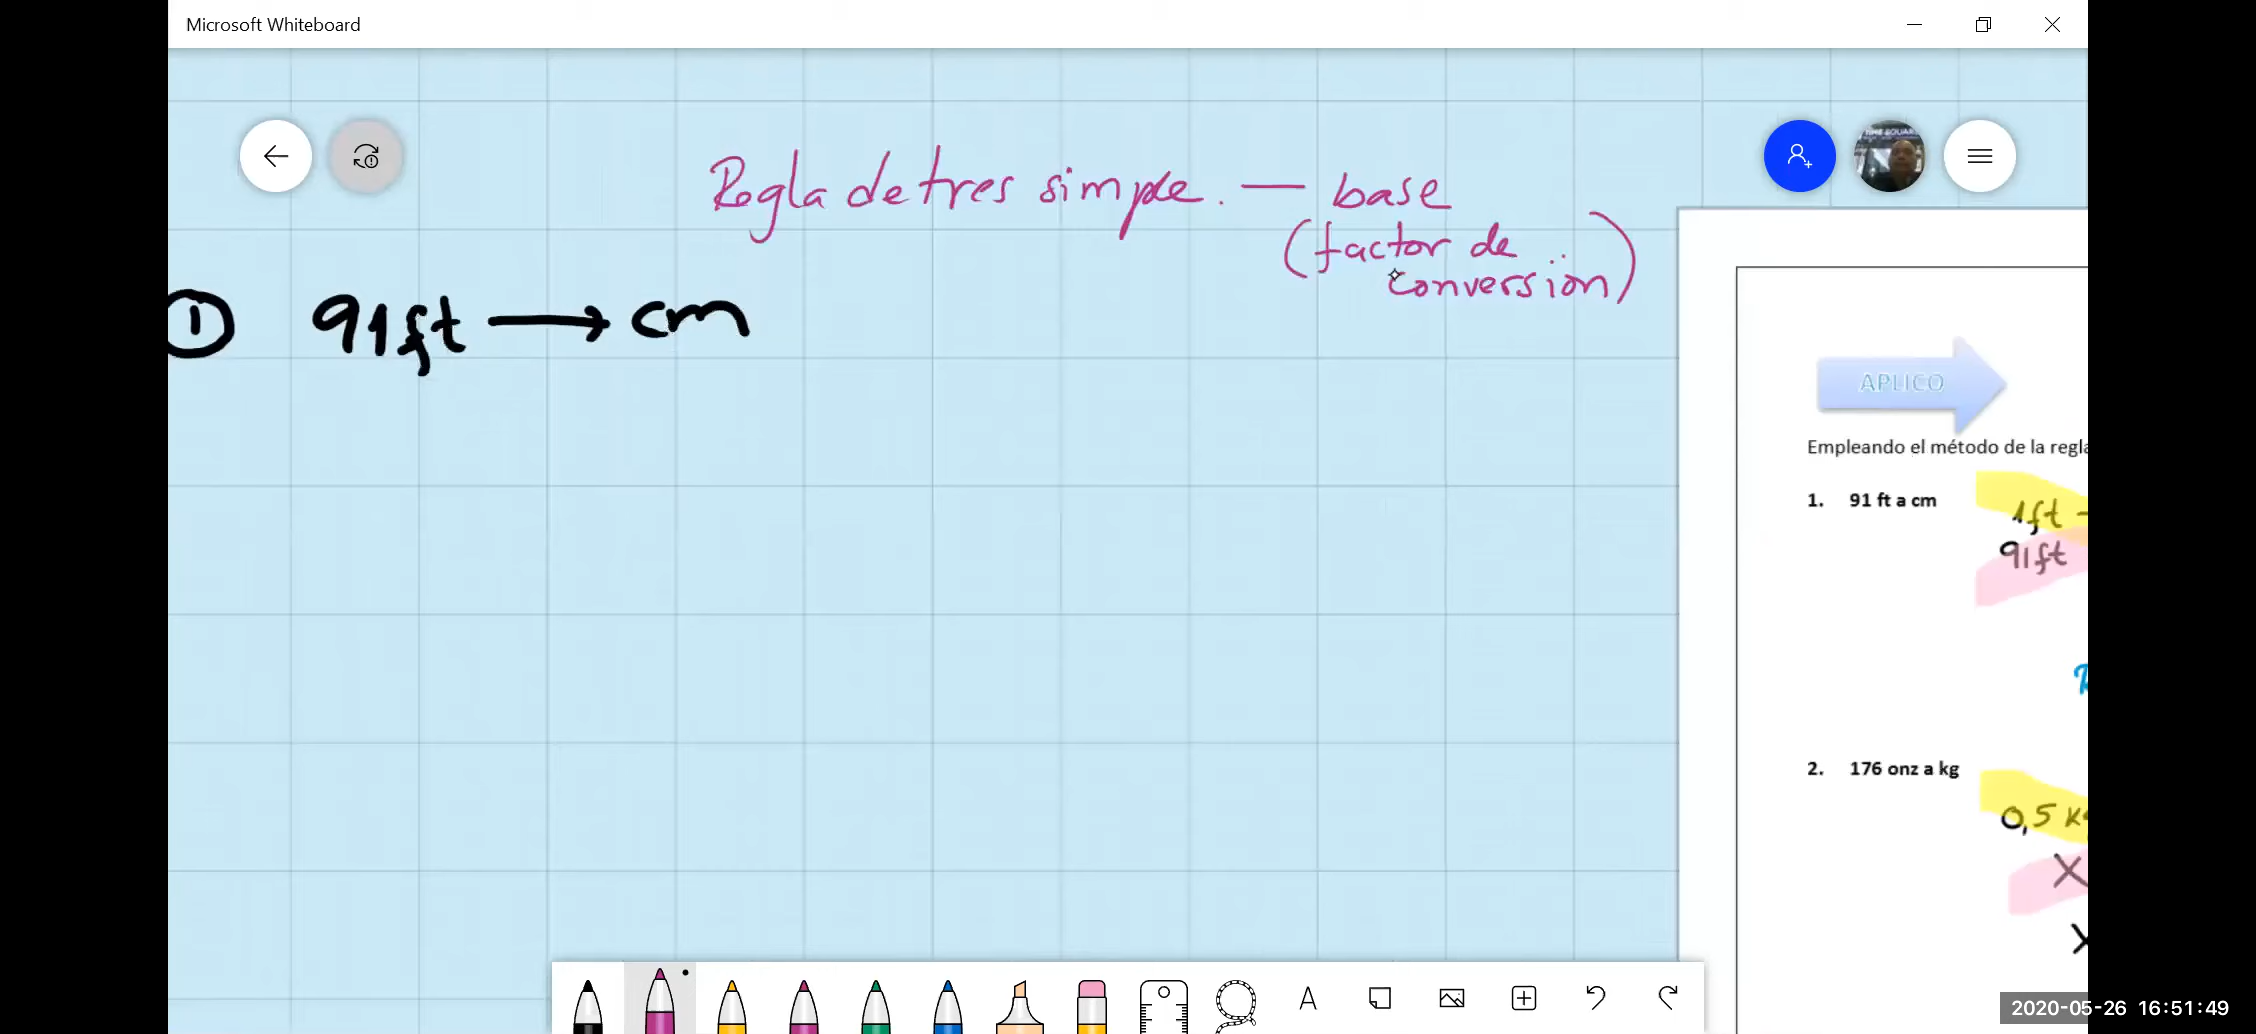 Microsoft Whiteboard
Regla de tres simple. — base
(factor de
conversión)
① 91ft → cm
APLICO
Empleando el método de la regla
1. 91 ft a cm
1ft -
91ft
2. 176 onz a kg
0,5 K
X
X
A
2020-05-26 16:51:49